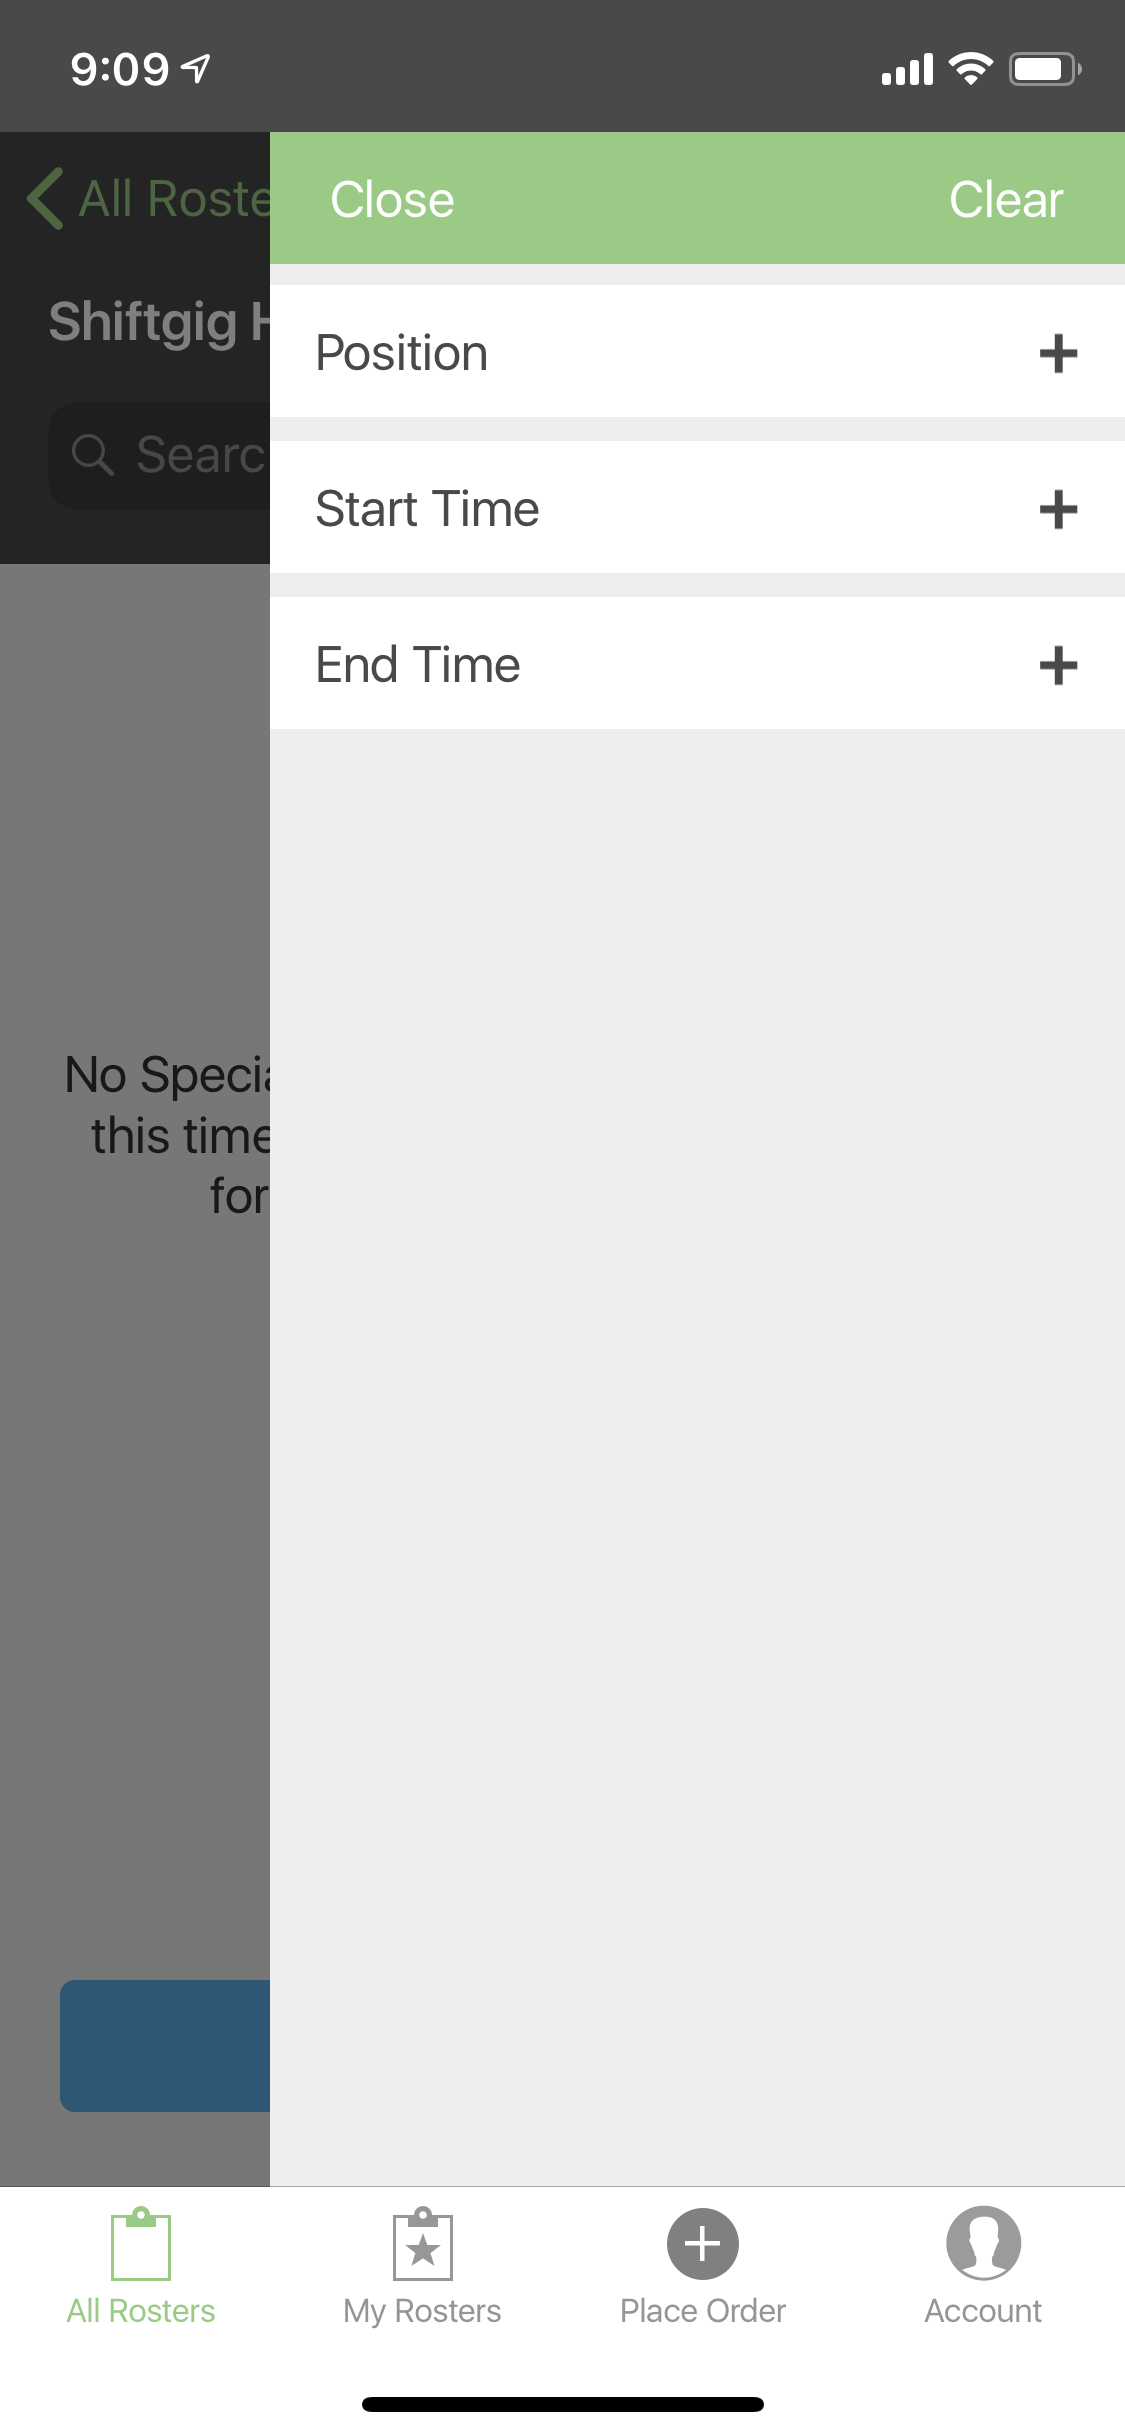 9:09
All Roste
Close
Clear
Shiftgig H
Position
Searc
Start Time
End Time
No Specia
this time
for
All Rosters
My Rosters
Place Order
Account